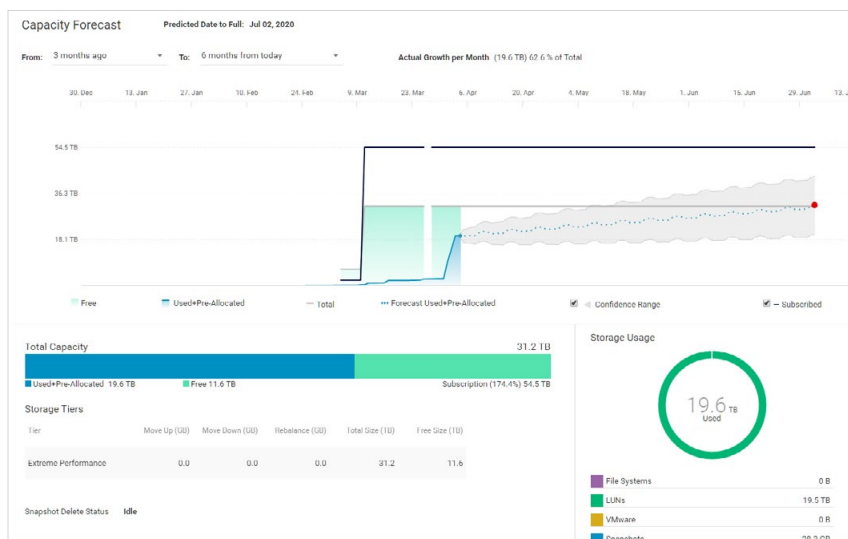 Capacity Forecast Predicted Date to Full: Jul 02, 2020
From: 3 months ago To: 6 months from today Actual Growth per Month (19.6 TB) 62.6 % of Total
30. Dec 13. Jan 27. Jan 10. Feb 24. Feb 9. Mar 23. Mar 6. Apr 20. Apr 4. May 18. May 1. Jun 15. Jun 29. Jun 13. J
54.5 TB
36.3 TB
18.1 TB
Free Used+Pre-Allocated Total Forecast Used+Pre-Allocated Confidence Range Subscribed
Total Capacity 31.2 TB
Used+Pre-Allocated 19.6 TB Free 11.6 TB Subscription (174.4%) 54.5 TB
Storage Tiers
Tier Move Up (GB) Move Down (GB) Rebalance (GB) Total Size (TB) Free Size (TB)
Extreme Performance 0.0 0.0 0.0 31.2 11.6
Snapshot Delete Status Idle
Storage Usage
19.6 TB
Used
File Systems 0 B
LUNs 19.5 TB
VMware 0 B
Snapshots